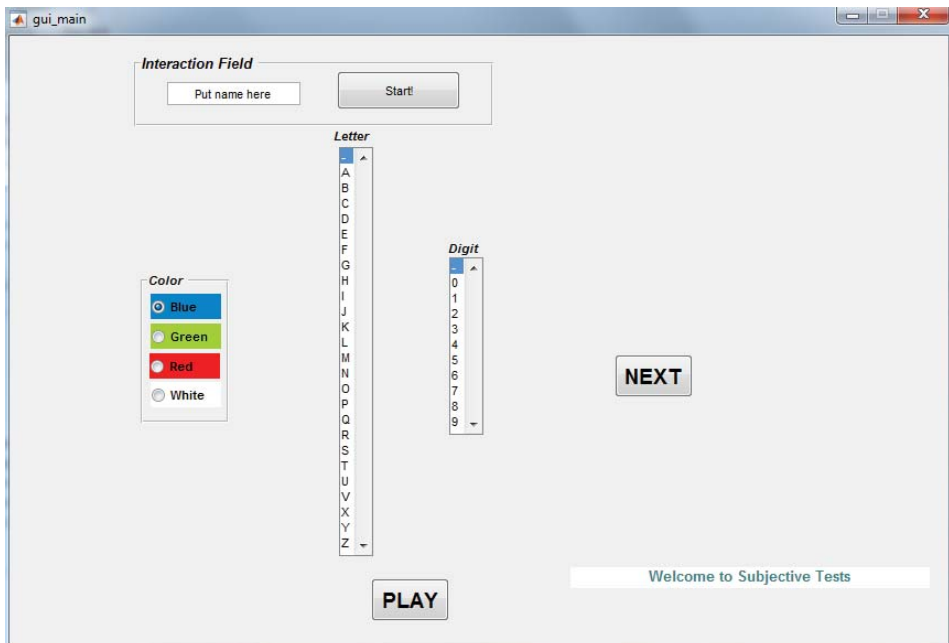 gui_main
Interaction Field
Put name here
Start!
Letter
-
A
B
C
D
E
F
G
H
I
J
K
L
M
N
O
P
Q
R
S
T
U
V
X
Y
Z
Digit
-
0
1
2
3
4
5
6
7
8
9
Color
Blue
Green
Red
White
NEXT
Welcome to Subjective Tests
PLAY